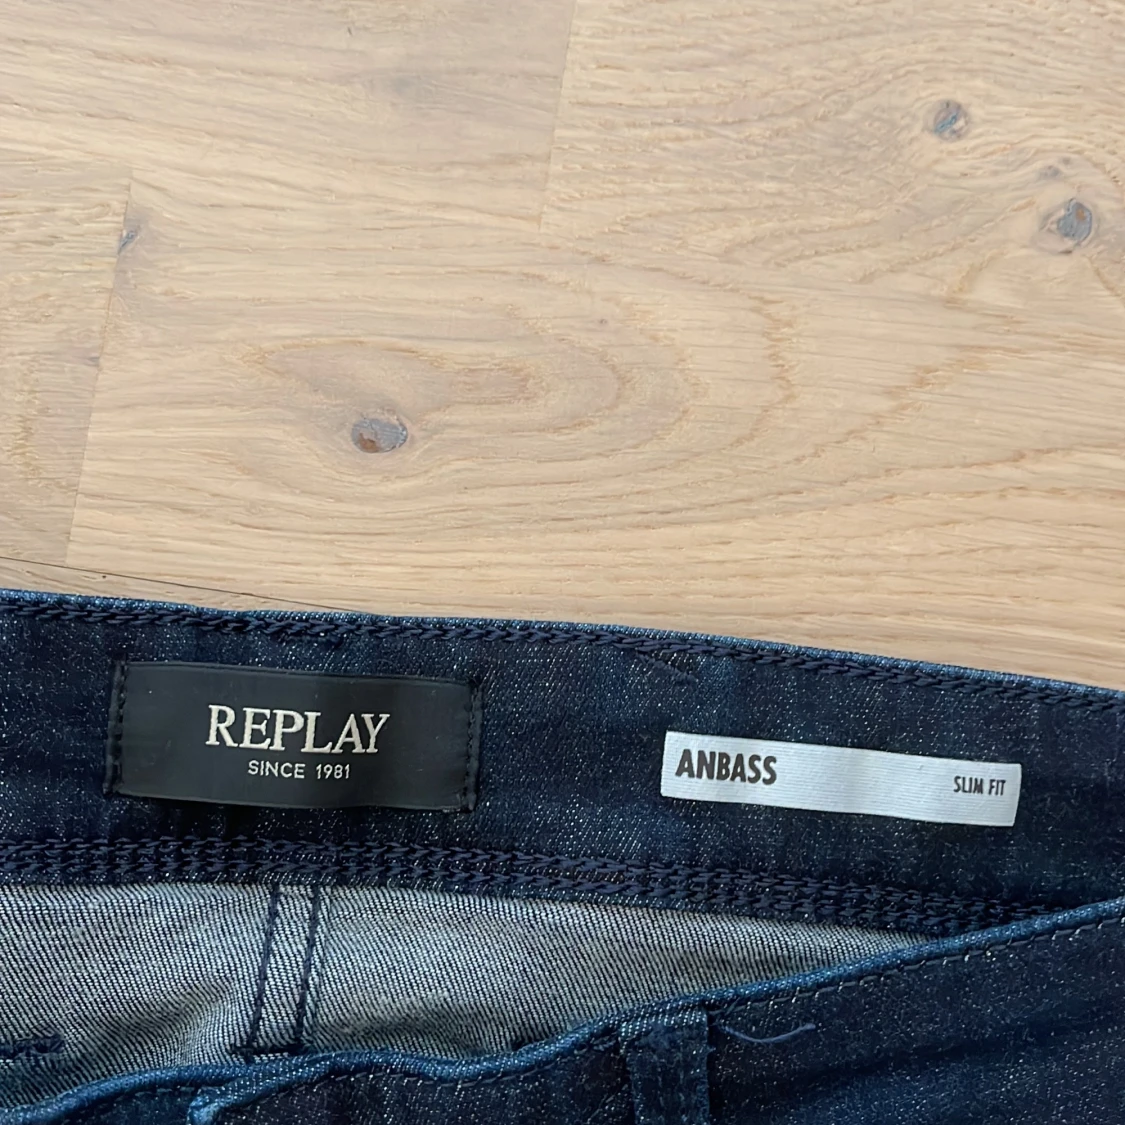 REPLAY
SINCE 1981
ANBASS
SLIM FIT